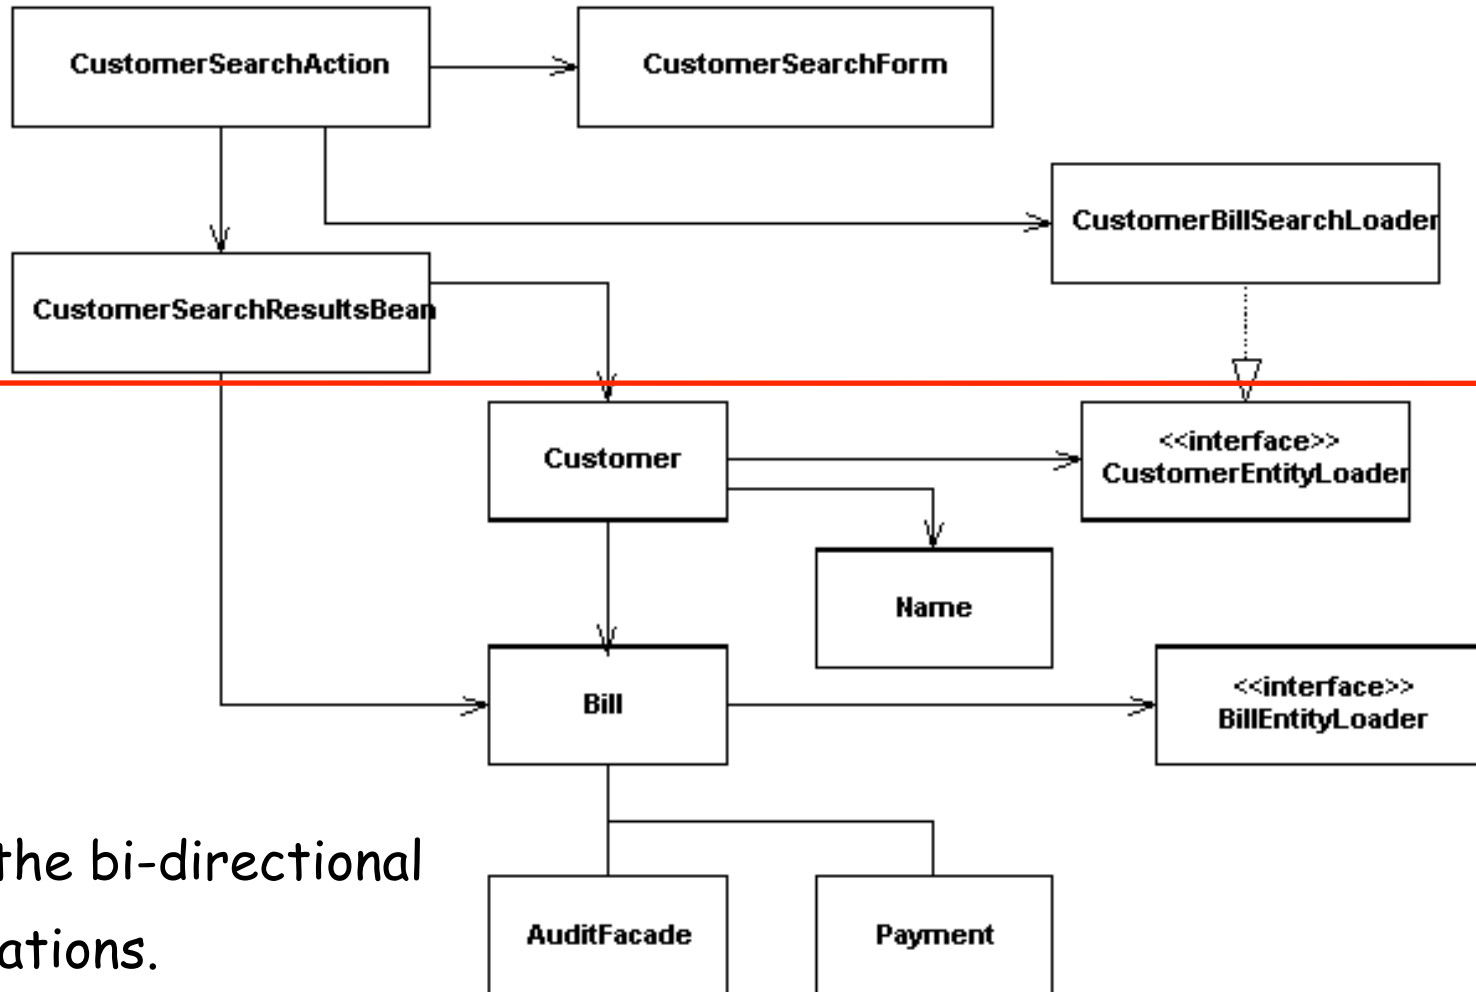 CustomerSearchAction
CustomerSearchForm
CustomerBillSearchLoader
CustomerSearchResultsBean
Customer
<<interface>>
CustomerEntityLoader
Name
Bill
<<interface>>
BillEntityLoader
the bi-directional
ations.
AuditFacade
Payment